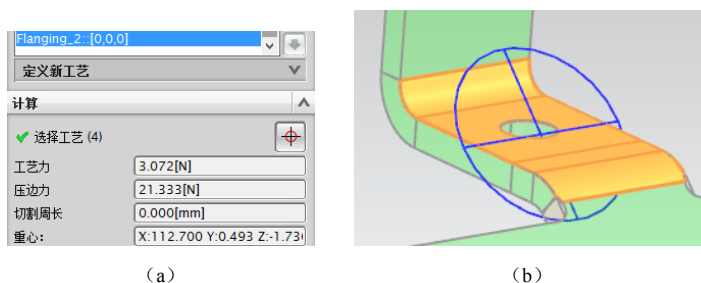 Flanging_2::[0,0,0]
定义新工艺
计算
选择工艺 (4)
工艺力 3.072[N]
压边力 21.333[N]
切割周长 0.000[mm]
重心: X:112.700 Y:0.493 Z:-1.73
(a) (b)